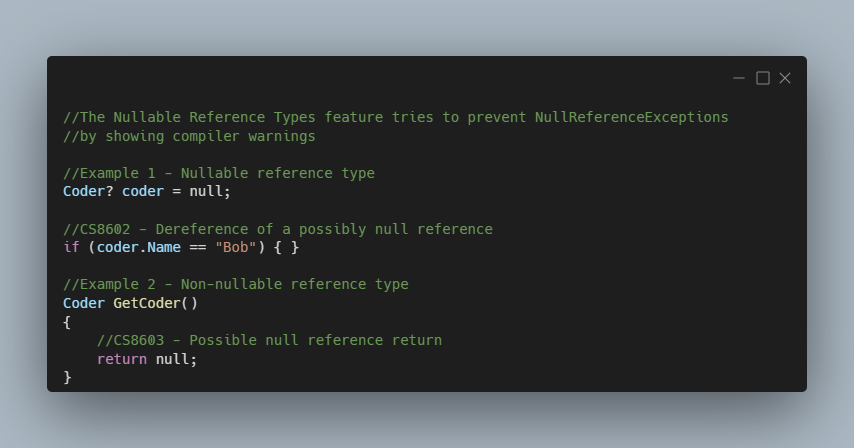 //The Nullable Reference Types feature tries to prevent NullReferenceExceptions
//by showing compiler warnings
//Example 1 - Nullable reference type
Coder? coder = null;
//CS8602 - Dereference of a possibly null reference
if (coder.Name == "Bob") { }
//Example 2 - Non-nullable reference type
Coder GetCoder()
{
    //CS8603 - Possible null reference return
    return null;
}